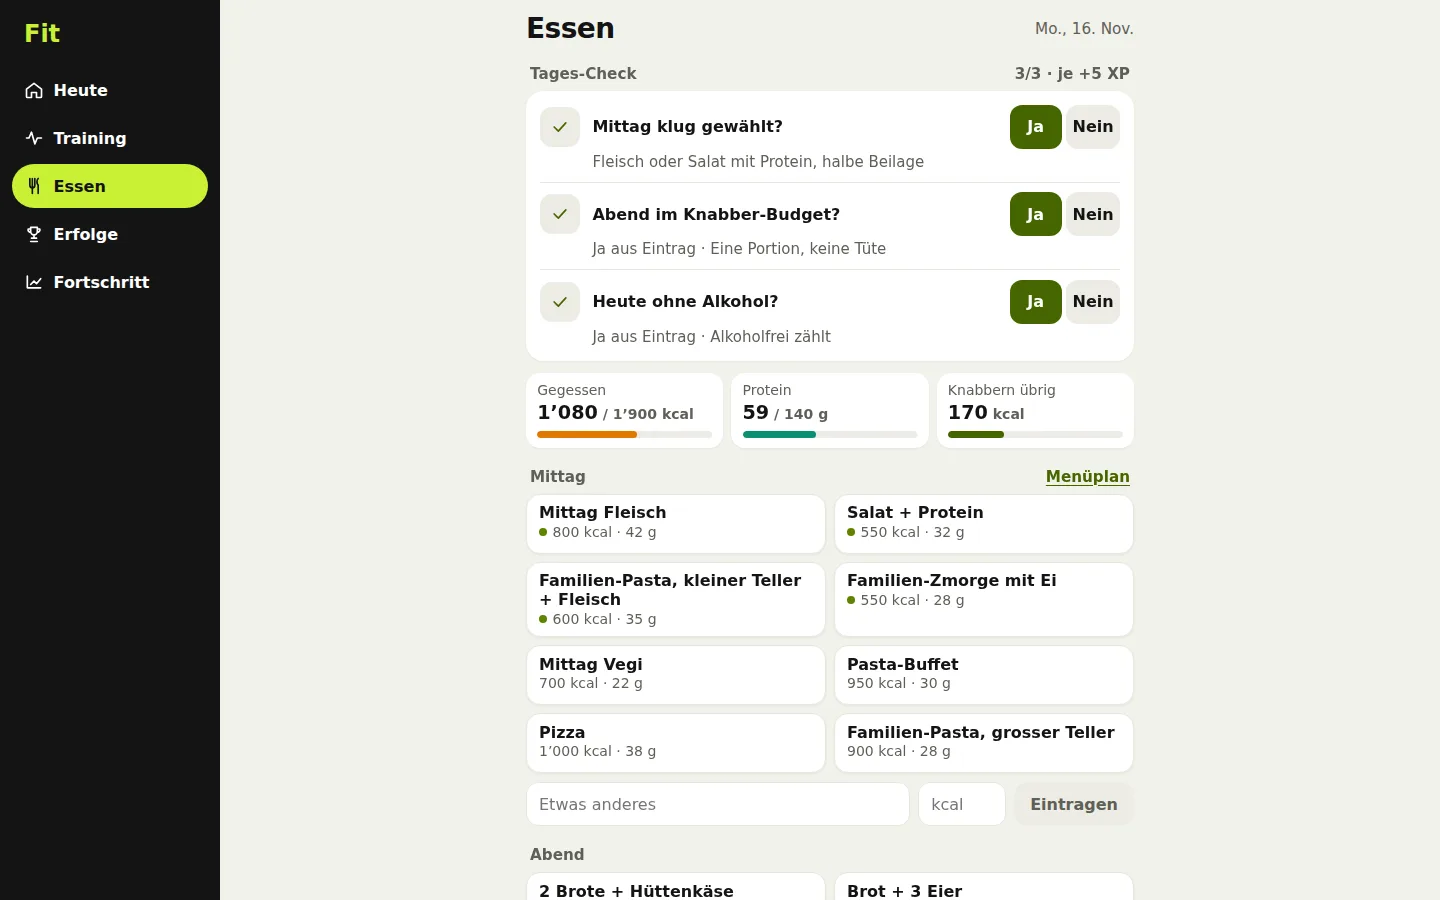 Fit
Heute
Training
Essen
Erfolge
Fortschritt
Essen
Mo., 16. Nov.
Tages-Check
3/3 · je +5 XP
Mittag klug gewählt?
Ja
Nein
Fleisch oder Salat mit Protein, halbe Beilage
Abend im Knabber-Budget?
Ja
Nein
Ja aus Eintrag · Eine Portion, keine Tüte
Heute ohne Alkohol?
Ja
Nein
Ja aus Eintrag · Alkoholfrei zählt
Gegessen
1’080 / 1’900 kcal
Protein
59 / 140 g
Knabbern übrig
170 kcal
Mittag
Menüplan
Mittag Fleisch
800 kcal · 42 g
Salat + Protein
550 kcal · 32 g
Familien-Pasta, kleiner Teller
+ Fleisch
600 kcal · 35 g
Familien-Zmorge mit Ei
550 kcal · 28 g
Mittag Vegi
700 kcal · 22 g
Pasta-Buffet
950 kcal · 30 g
Pizza
1’000 kcal · 38 g
Familien-Pasta, grosser Teller
900 kcal · 28 g
Etwas anderes
kcal
Eintragen
Abend
2 Brote + Hüttenkäse
Brot + 3 Eier